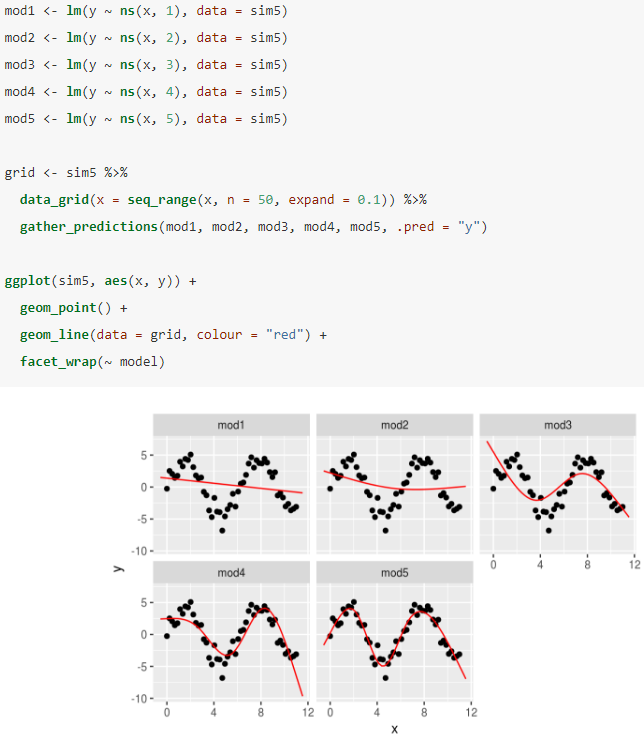 mod1 <- lm(y ~ ns(x, 1), data = sim5)
mod2 <- lm(y ~ ns(x, 2), data = sim5)
mod3 <- lm(y ~ ns(x, 3), data = sim5)
mod4 <- lm(y ~ ns(x, 4), data = sim5)
mod5 <- lm(y ~ ns(x, 5), data = sim5)
grid <- sim5 %>%
data_grid(x = seq_range(x, n = 50, expand = 0.1)) %>%
gather_predictions(mod1, mod2, mod3, mod4, mod5, .pred = "y")
ggplot(sim5, aes(x, y)) +
geom_point() +
geom_line(data = grid, colour = "red") +
facet_wrap(~ model)
mod1 mod2 mod3
5
0
-5
-10
0 4 8 12
mod4 mod5
5
0
-5
-10
0 4 8 12 0 4 8 12
y
x